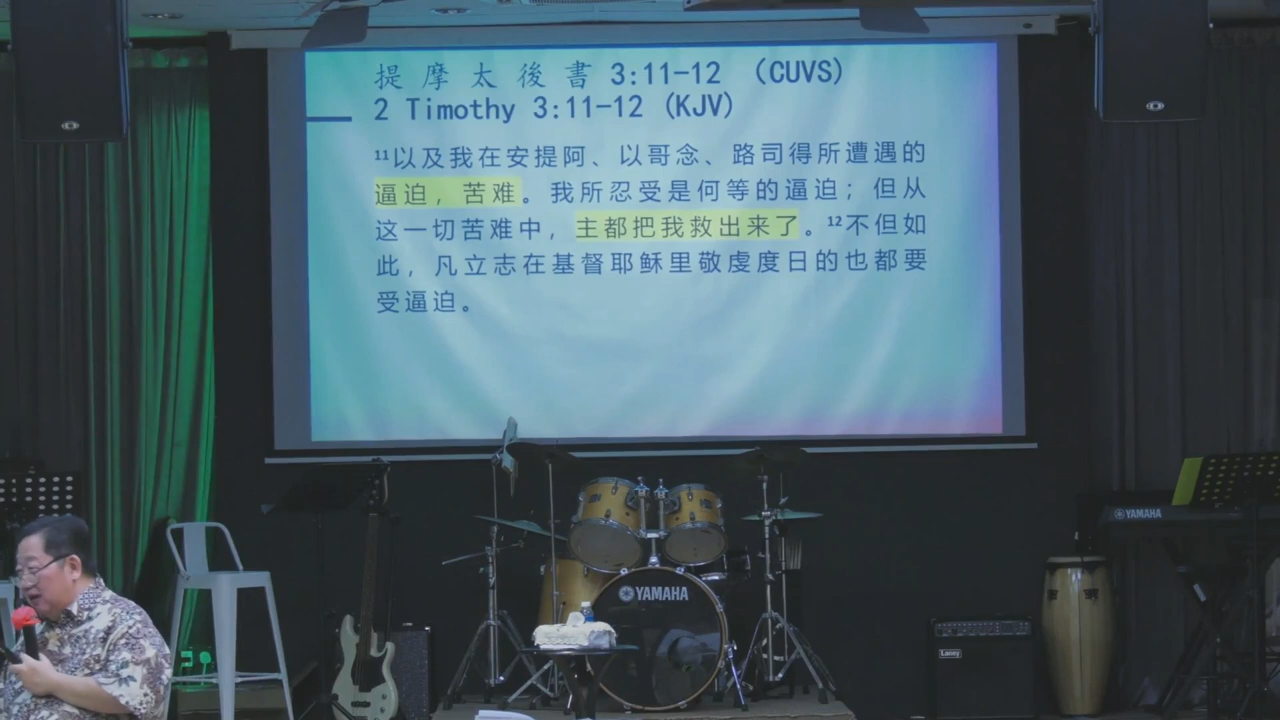 提摩太後書 3:11-12 （CUVS）
2 Timothy 3:11-12 (KJV)
¹¹以及我在安提阿、以哥念、路司得所遭遇的
逼迫，苦难。我所忍受是何等的逼迫；但从
这一切苦难中，主都把我救出来了。¹²不但如
此，凡立志在基督耶稣里敬虔度日的也都要
受逼迫。
YAMAHA
YAMAHA
Laney